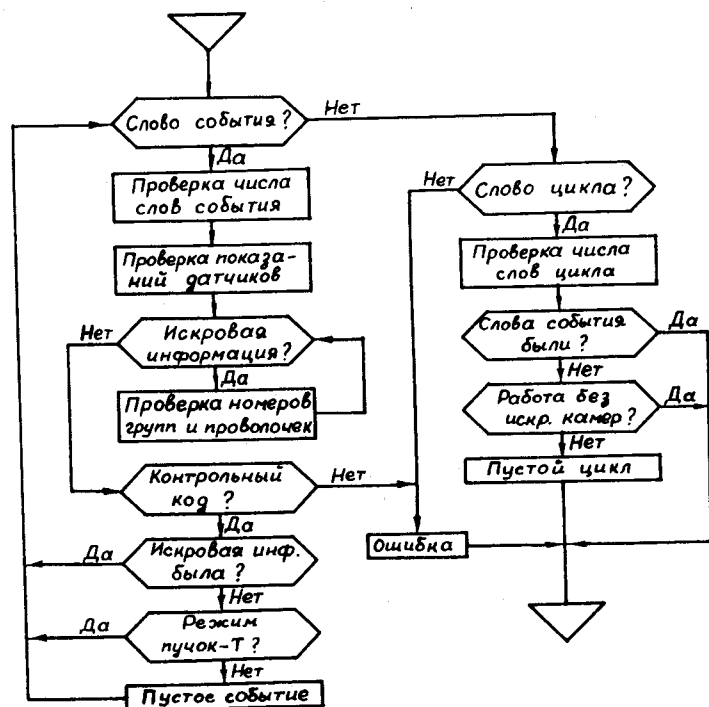 Слово события?
Нет
Да
Проверка числа
слов события
Проверка показа-
ний датчиков
Нет
Искровая
информация?
Да
Проверка номеров
групп и проволочек
Контрольный
код ?
Нет
Да
Да
Искровая инф.
была ?
Нет
Да
Режим
пучок-Т ?
Нет
Пустое событие
Нет
Слово цикла?
Да
Проверка числа
слов цикла
Слова события
были ?
Да
Нет
Работа без
искр. камер ?
Да
Нет
Пустой цикл
Ошибка